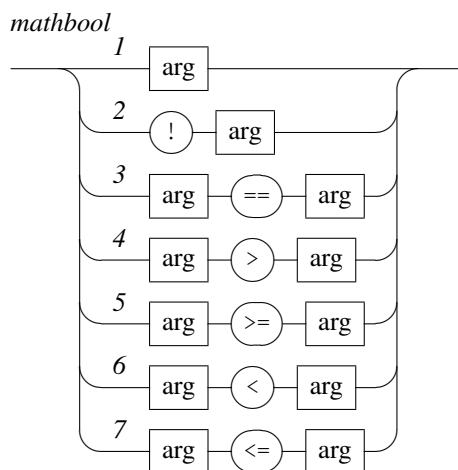 mathbool
1 arg
2 ! arg
3 arg == arg
4 arg > arg
5 arg >= arg
6 arg < arg
7 arg <= arg